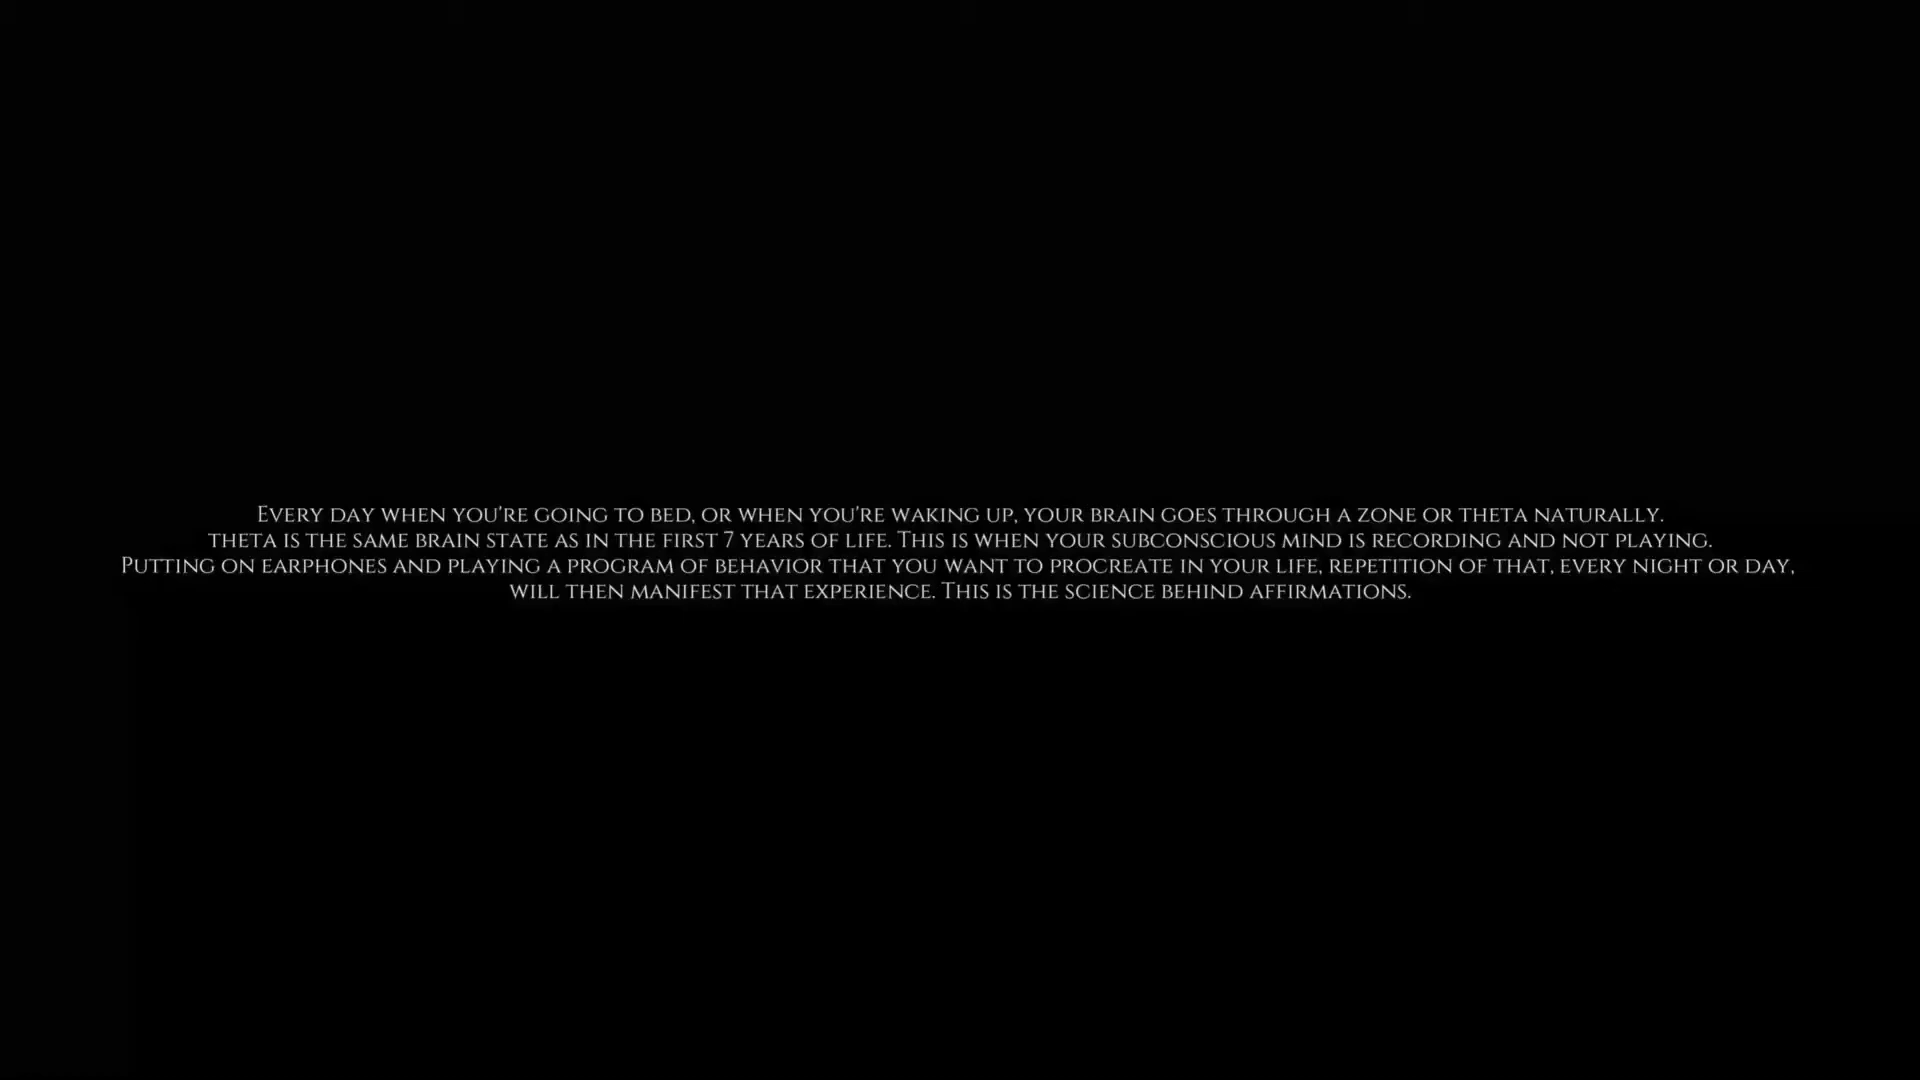 Every day when you're going to bed, or when you're waking up, your brain goes through a zone or theta naturally.
theta is the same brain state as in the first 7 years of life. This is when your subconscious mind is recording and not playing.
Putting on earphones and playing a program of behavior that you want to procreate in your life, repetition of that, every night or day,
will then manifest that experience. This is the science behind affirmations.